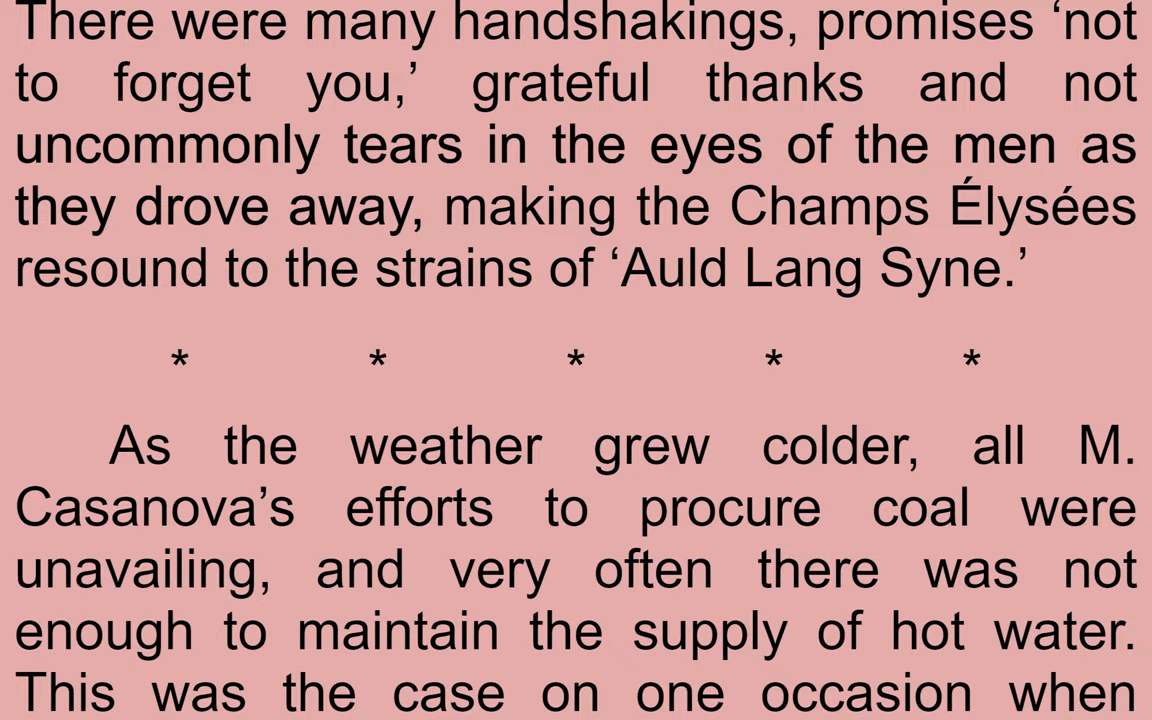 There were many handshakings, promises ‘not
to forget you,’ grateful thanks and not
uncommonly tears in the eyes of the men as
they drove away, making the Champs Élysées
resound to the strains of ‘Auld Lang Syne.’
* * * * *
As the weather grew colder, all M.
Casanova’s efforts to procure coal were
unavailing, and very often there was not
enough to maintain the supply of hot water.
This was the case on one occasion when